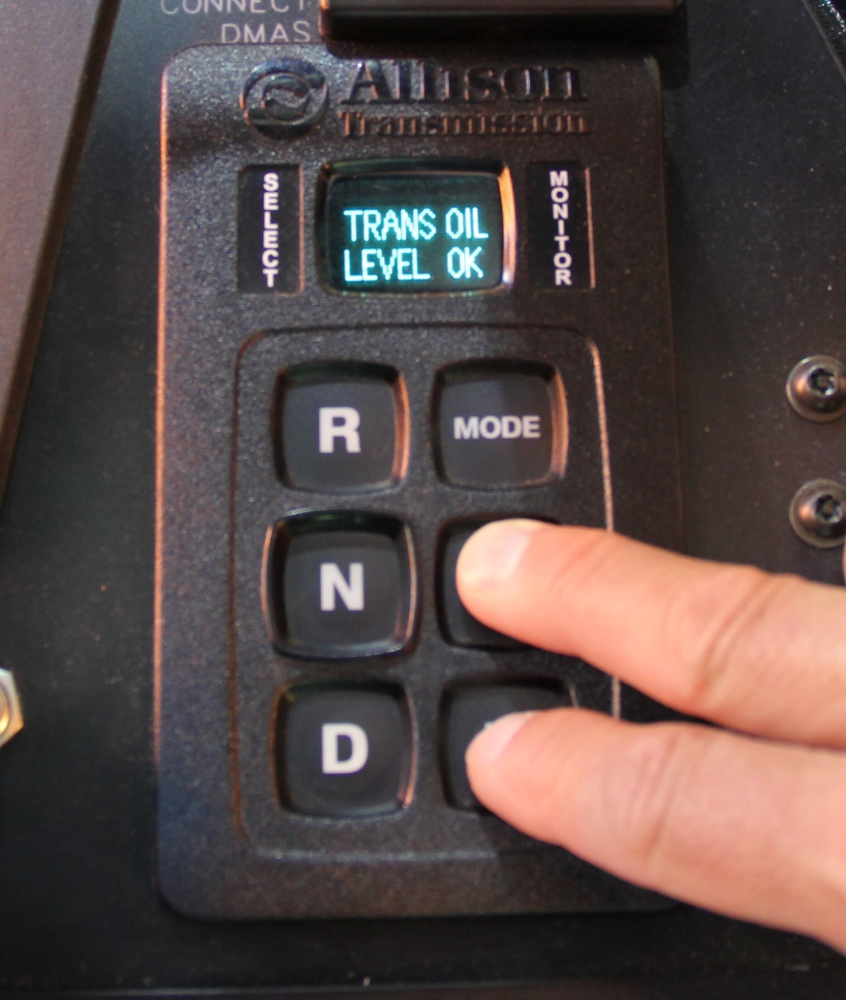 CONNECT
DMAS
Allison
Transmission
SELECT
TRANS OIL
LEVEL OK
MONITOR
R
MODE
N
D